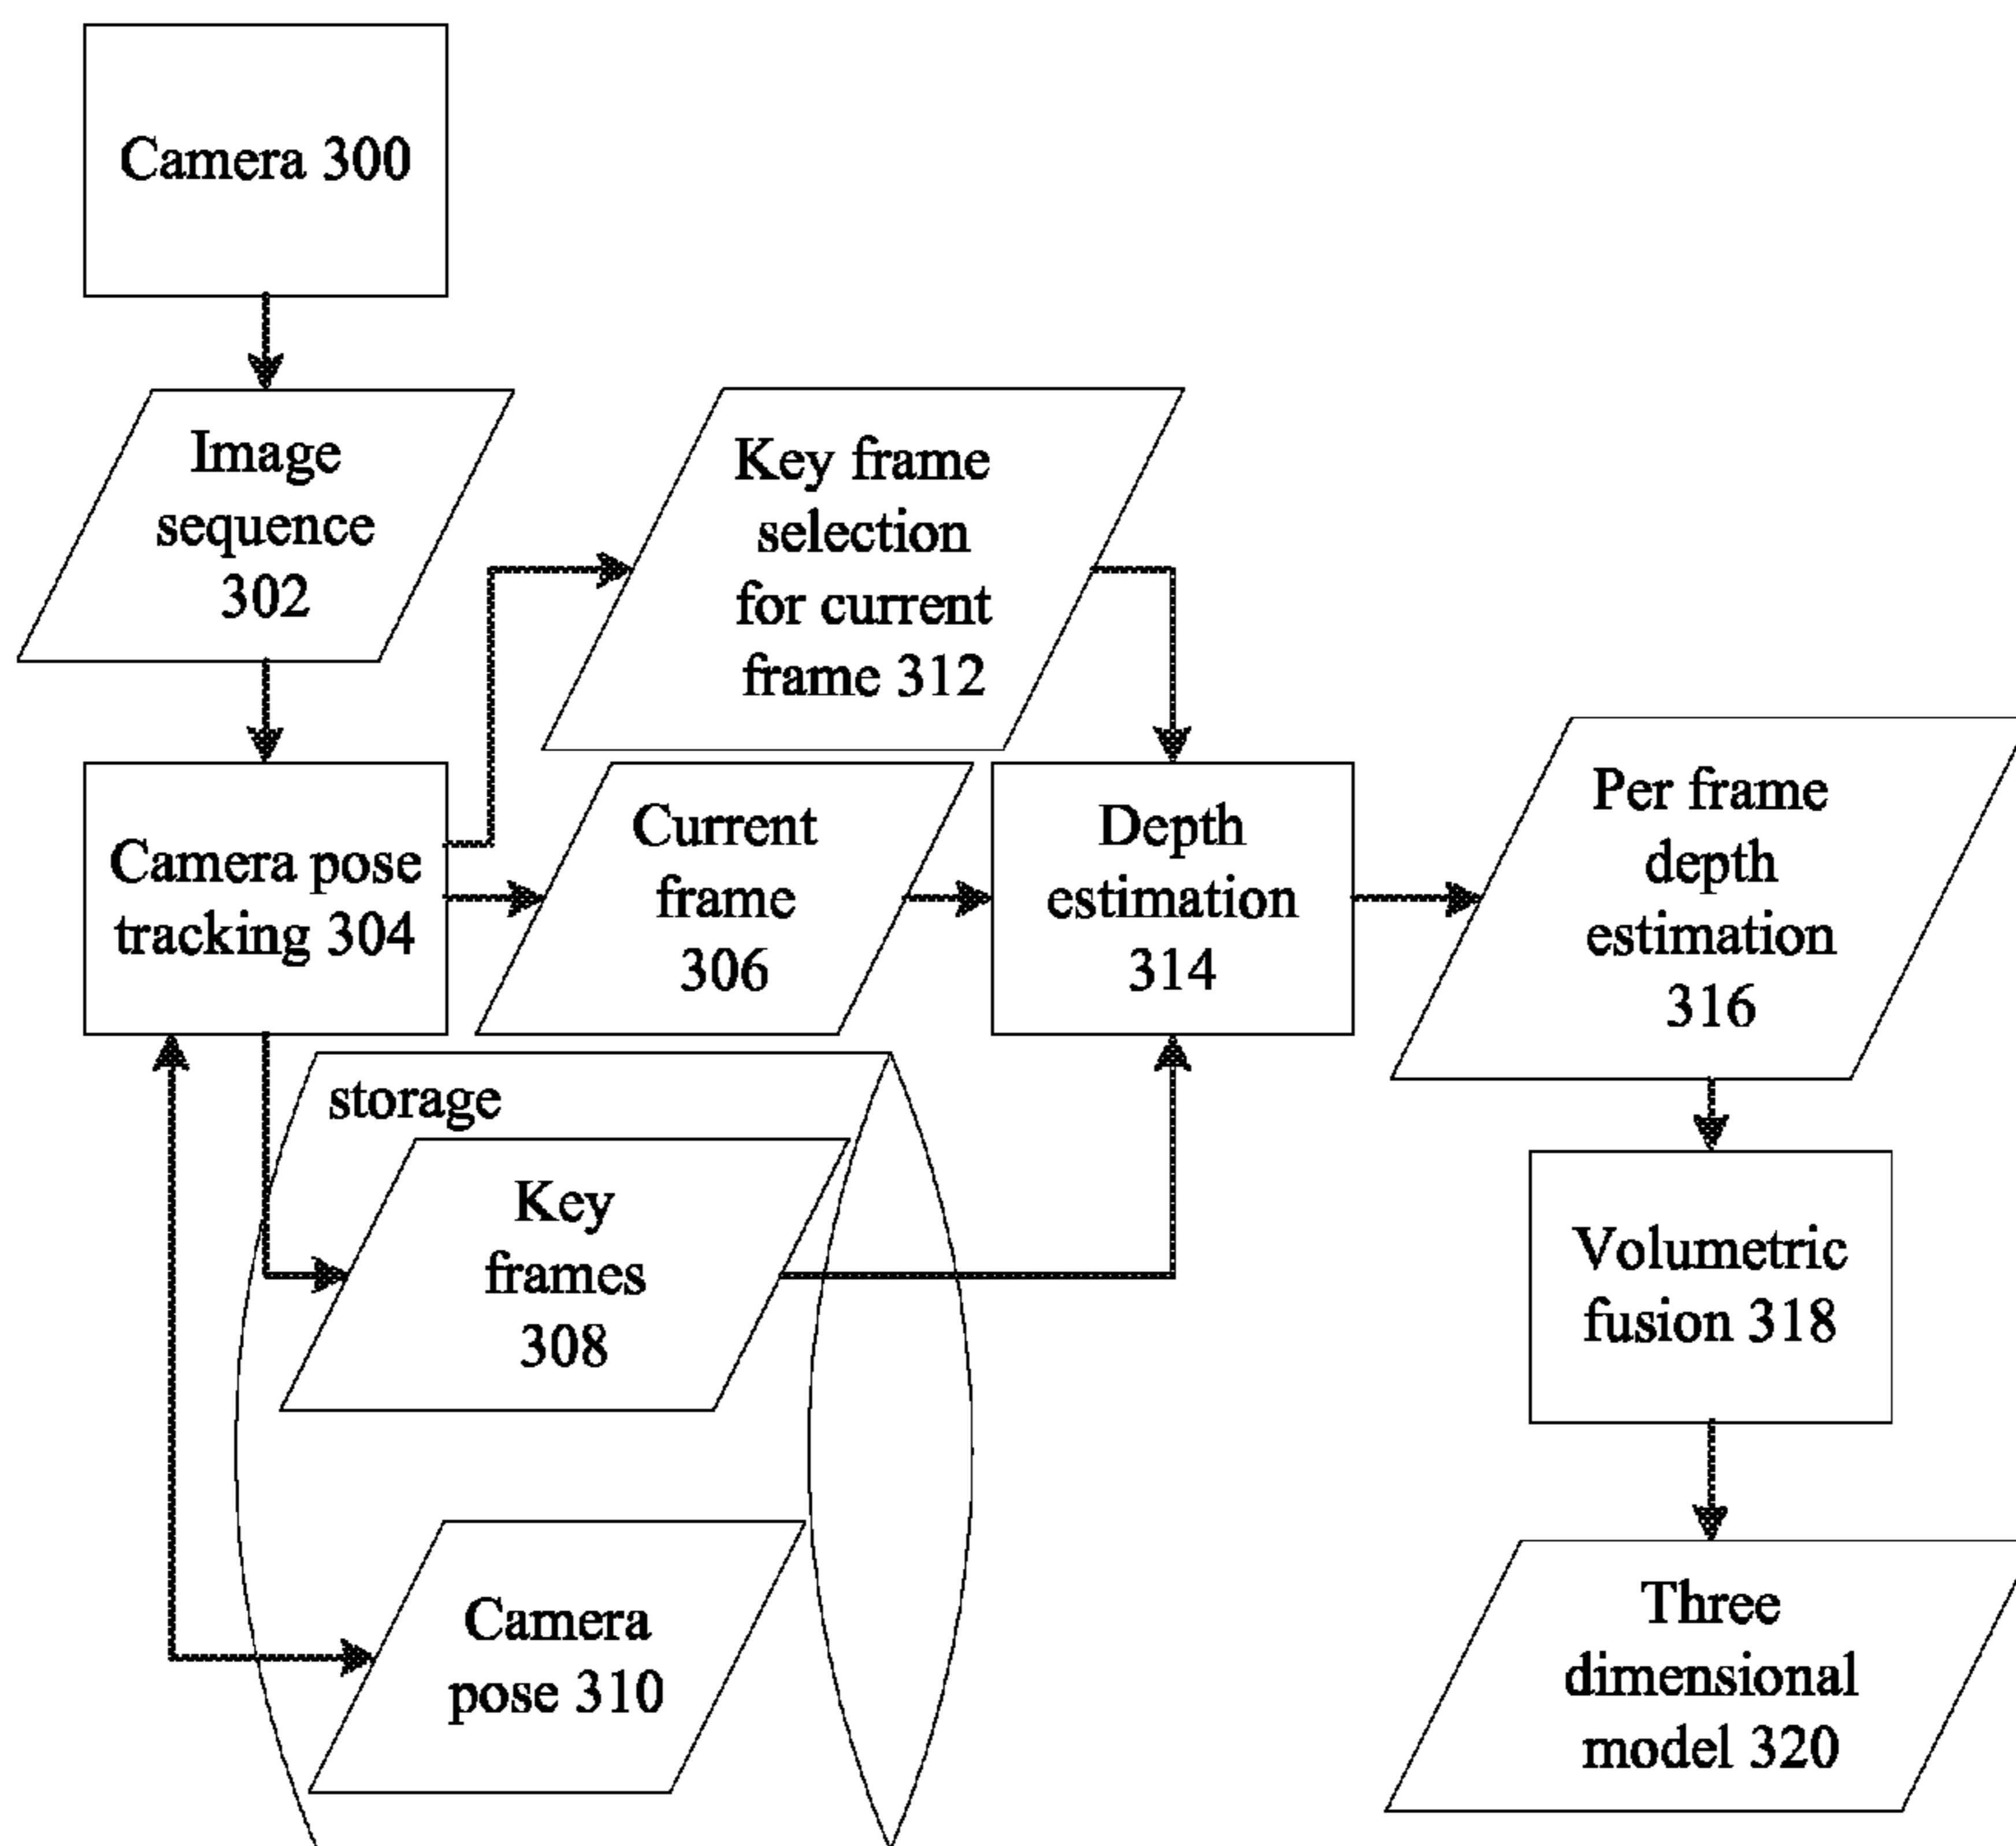 Camera 300
Image
sequence
302
Key frame
selection
for current
frame 312
Camera pose
tracking 304
Current
frame
306
Depth
estimation
314
Per frame
depth
estimation
316
storage
Key
frames
308
Volumetric
fusion 318
Camera
pose 310
Three
dimensional
model 320